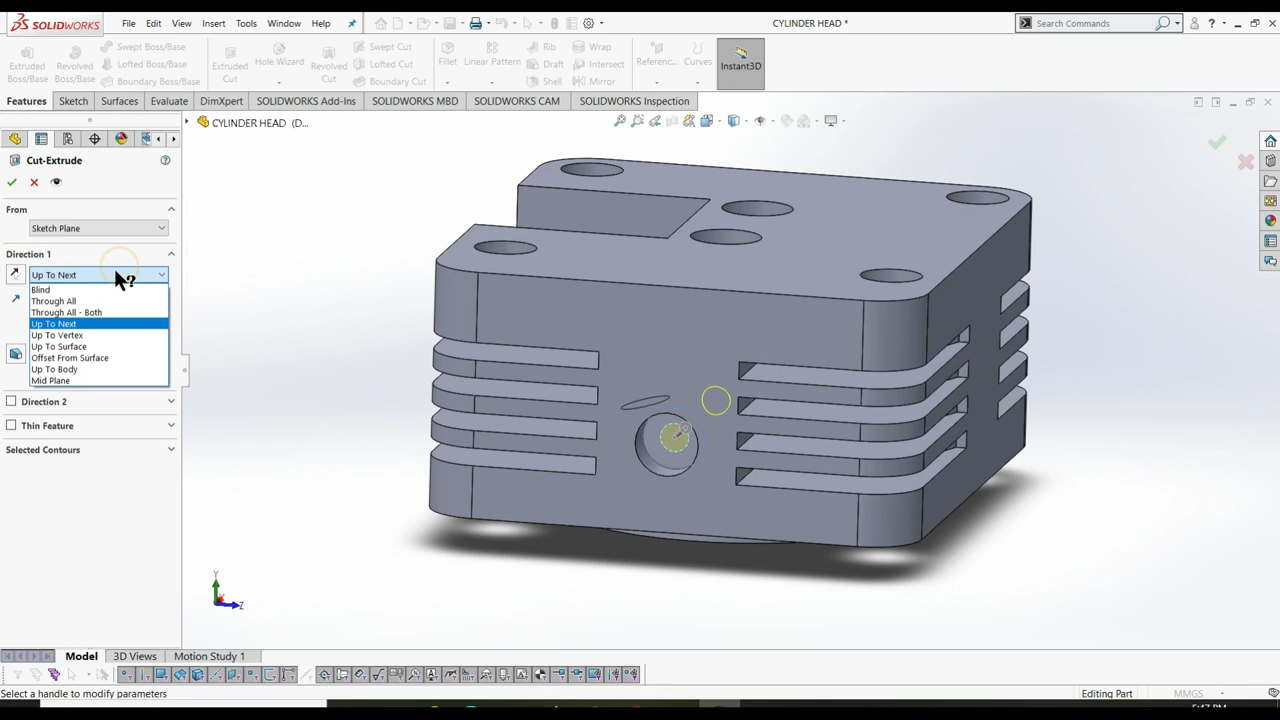 SOLIDWORKS File Edit View Insert Tools Window Help CYLINDER HEAD * Search Commands ?
Extruded Boss/Base
Revolved Boss/Base
Swept Boss/Base
Lofted Boss/Base
Boundary Boss/Base
Extruded Cut
Hole Wizard
Revolved Cut
Swept Cut
Lofted Cut
Boundary Cut
Fillet
Linear Pattern
Rib
Draft
Shell
Wrap
Intersect
Mirror
Referenc...
Curves
Instant3D
Features Sketch Surfaces Evaluate DimXpert SOLIDWORKS Add-Ins SOLIDWORKS MBD SOLIDWORKS CAM SOLIDWORKS Inspection
CYLINDER HEAD (D...
Cut-Extrude
From
Sketch Plane
Direction 1
Up To Next
Blind
Through All
Through All - Both
Up To Next
Up To Vertex
Up To Surface
Offset From Surface
Up To Body
Mid Plane
Direction 2
Thin Feature
Selected Contours
Y
Z
Model 3D Views Motion Study 1
Select a handle to modify parameters Editing Part MMGS